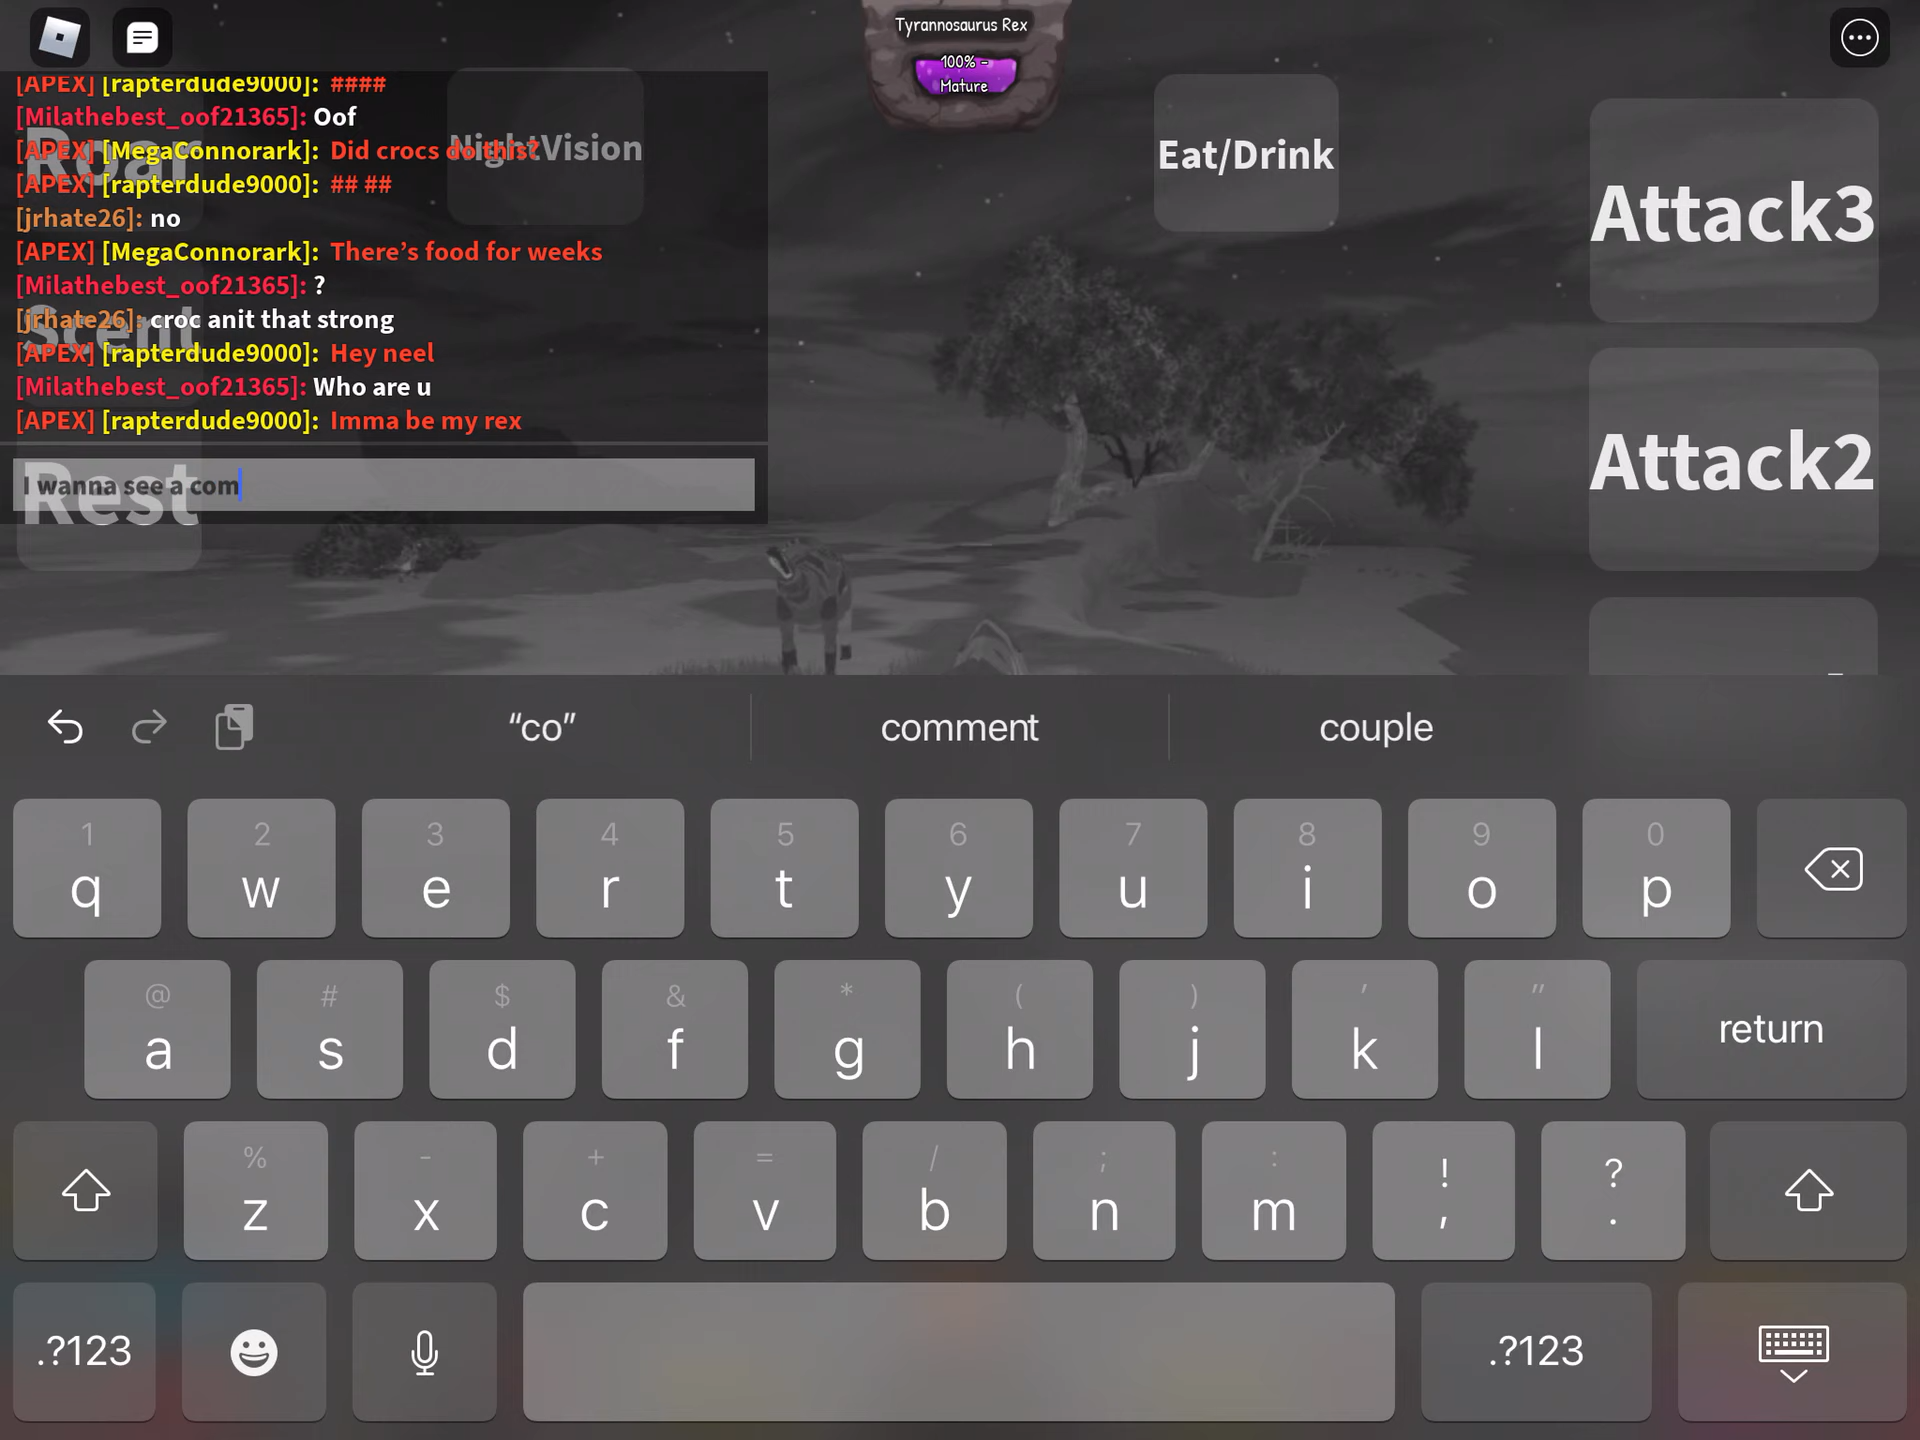 Tyrannosaurus Rex
100% -
Mature
[APEX] [rapterdude9000]: ####
[Milathebest_oof21365]: Oof
[APEX] [MegaConnorark]: Did crocs do this?
[APEX] [rapterdude9000]: ## ##
[jrhate26]: no
[APEX] [MegaConnorark]: There’s food for weeks
[Milathebest_oof21365]: ?
[jrhate26]: croc anit that strong
[APEX] [rapterdude9000]: Hey neel
[Milathebest_oof21365]: Who are u
[APEX] [rapterdude9000]: Imma be my rex
I wanna see a com
Roar
NightVision
Scent
Rest
Eat/Drink
Attack3
Attack2
“co” comment couple
1 2 3 4 5 6 7 8 9 0
q w e r t y u i o p
@ # $ & * ( ) ’ ”
a s d f g h j k l return
% - + = / ; : ! ?
z x c v b n m , .
.?123 .?123